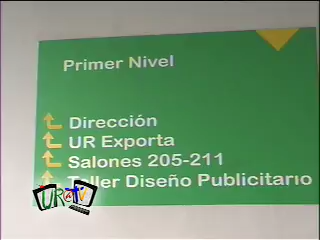 Primer Nivel
Dirección
UR Exporta
Salones 205-211
Taller Diseño Publicitario
URTV